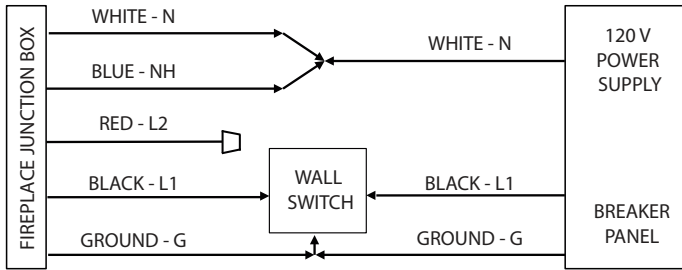 FIREPLACE JUNCTION BOX
WHITE - N
BLUE - NH
RED - L2
BLACK - L1
GROUND - G
WALL
SWITCH
WHITE - N
BLACK - L1
GROUND - G
120 V
POWER
SUPPLY
BREAKER
PANEL